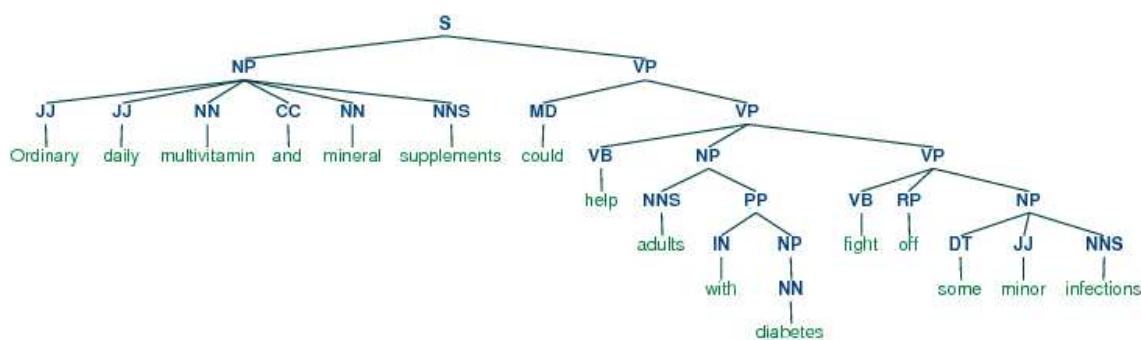 S
NP VP
JJ JJ NN CC NN NNS MD VP
Ordinary daily multivitamin and mineral supplements could VB NP VP
help NNS PP VB RP NP
adults IN NP fight off DT JJ NNS
with NN some minor infections
diabetes